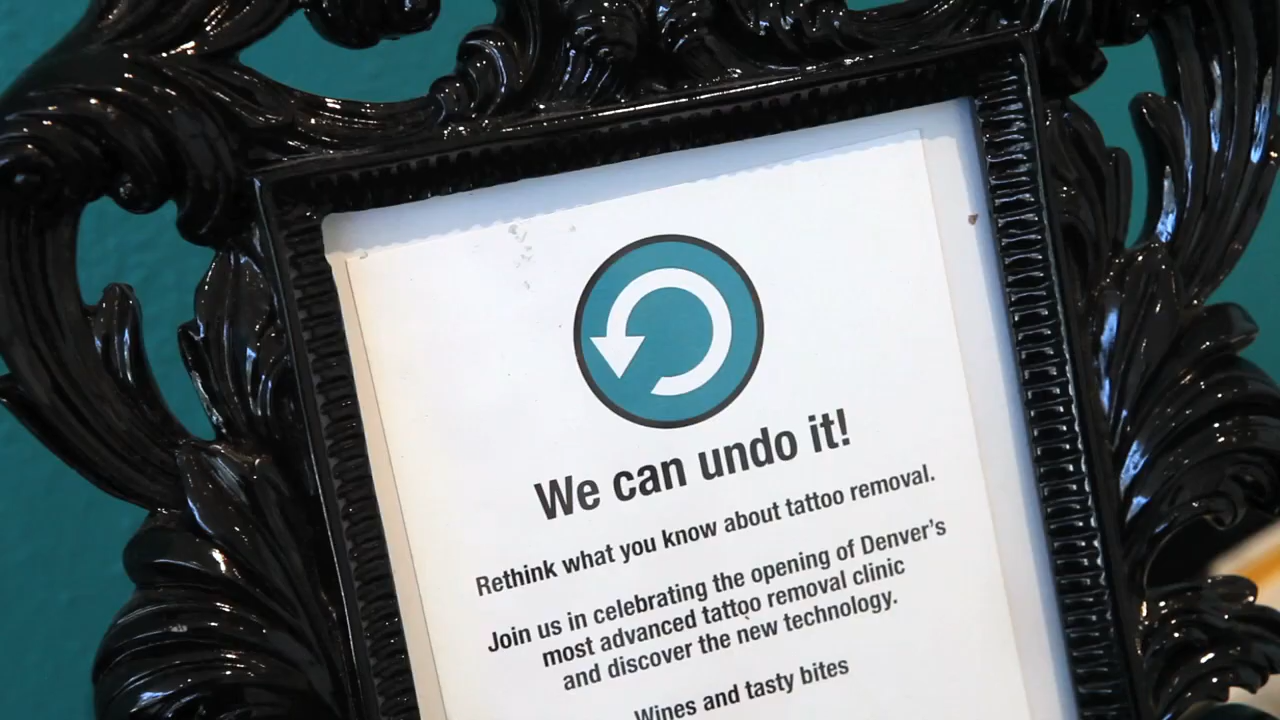 We can undo it!
Rethink what you know about tattoo removal.
Join us in celebrating the opening of Denver's
most advanced tattoo removal clinic
and discover the new technology.
Wines and tasty bites